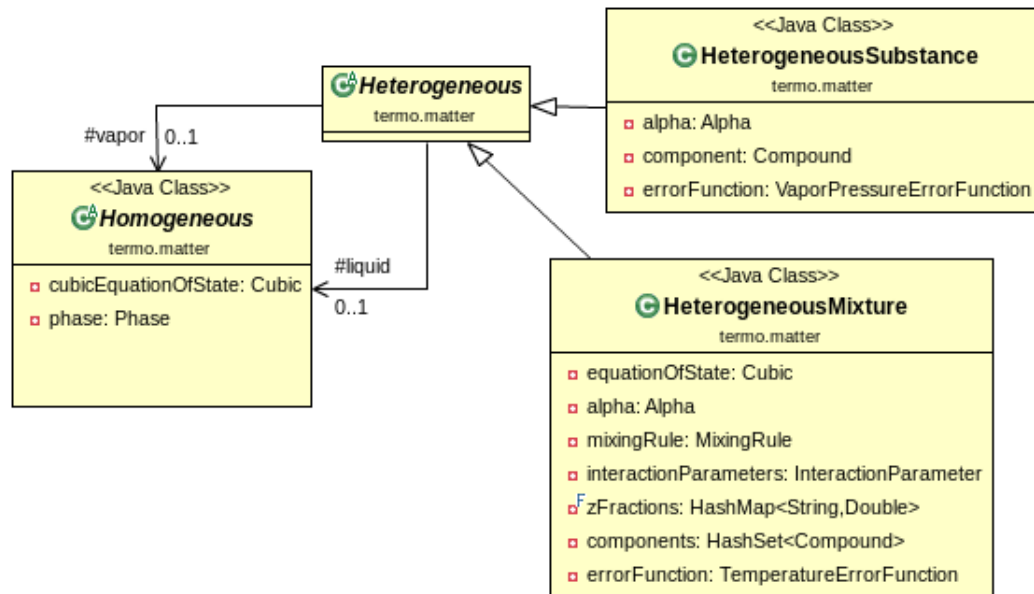 <<Java Class>>
HeterogeneousSubstance
termo.matter
alpha: Alpha
component: Compound
errorFunction: VaporPressureErrorFunction
Heterogeneous
termo.matter
#vapor
0..1
<<Java Class>>
Homogeneous
termo.matter
cubicEquationOfState: Cubic
phase: Phase
#liquid
0..1
<<Java Class>>
HeterogeneousMixture
termo.matter
equationOfState: Cubic
alpha: Alpha
mixingRule: MixingRule
interactionParameters: InteractionParameter
zFractions: HashMap<String,Double>
components: HashSet<Compound>
errorFunction: TemperatureErrorFunction